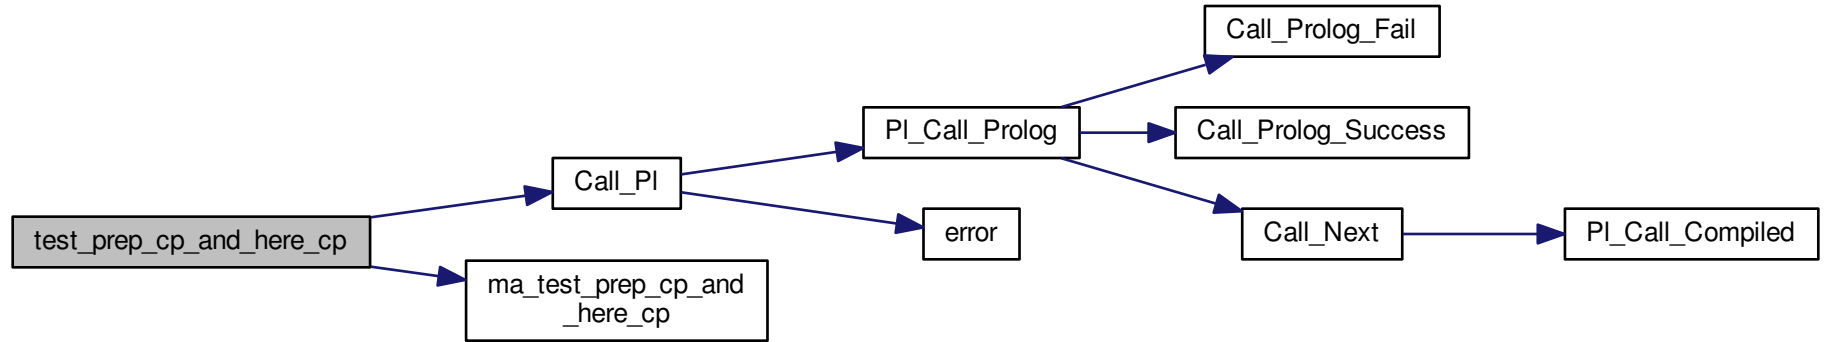 Call_Prolog_Fail
Pl_Call_Prolog
Call_Prolog_Success
Call_Pl
test_prep_cp_and_here_cp
error
Call_Next
Pl_Call_Compiled
ma_test_prep_cp_and
_here_cp